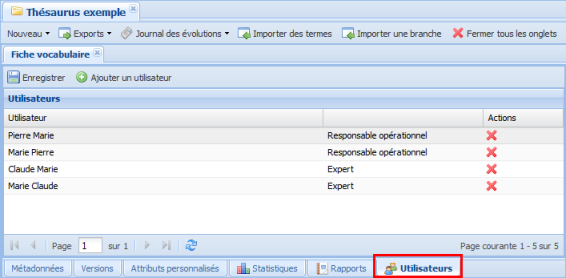 Thésaurus exemple
Nouveau Exports Journal des évolutions Importer des termes Importer une branche Fermer tous les onglets
Fiche vocabulaire
Enregistrer Ajouter un utilisateur
Utilisateurs
Utilisateur Actions
Pierre Marie Responsable opérationnel
Marie Pierre Responsable opérationnel
Claude Marie Expert
Marie Claude Expert
Page 1 sur 1 Page courante 1 - 5 sur 5
Métadonnées Versions Attributs personnalisés Statistiques Rapports Utilisateurs